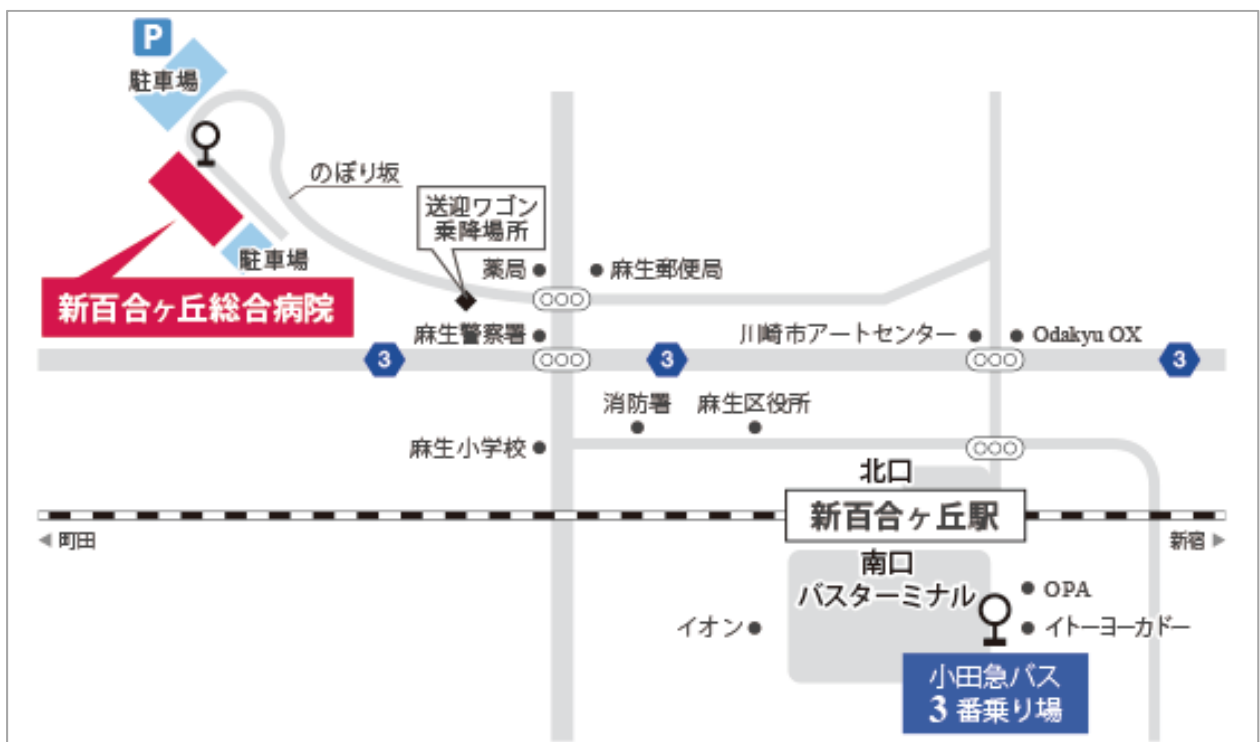 P
駐車場
のぼり坂
送迎ワゴン
乗降場所
駐車場
薬局
麻生郵便局
新百合ヶ丘総合病院
麻生警察署
川崎市アートセンター
Odakyu OX
3
3
3
消防署
麻生区役所
麻生小学校
北口
新百合ヶ丘駅
町田
新宿
南口
バスターミナル
OPA
イオン
イトーヨーカドー
小田急バス
3 番乗り場